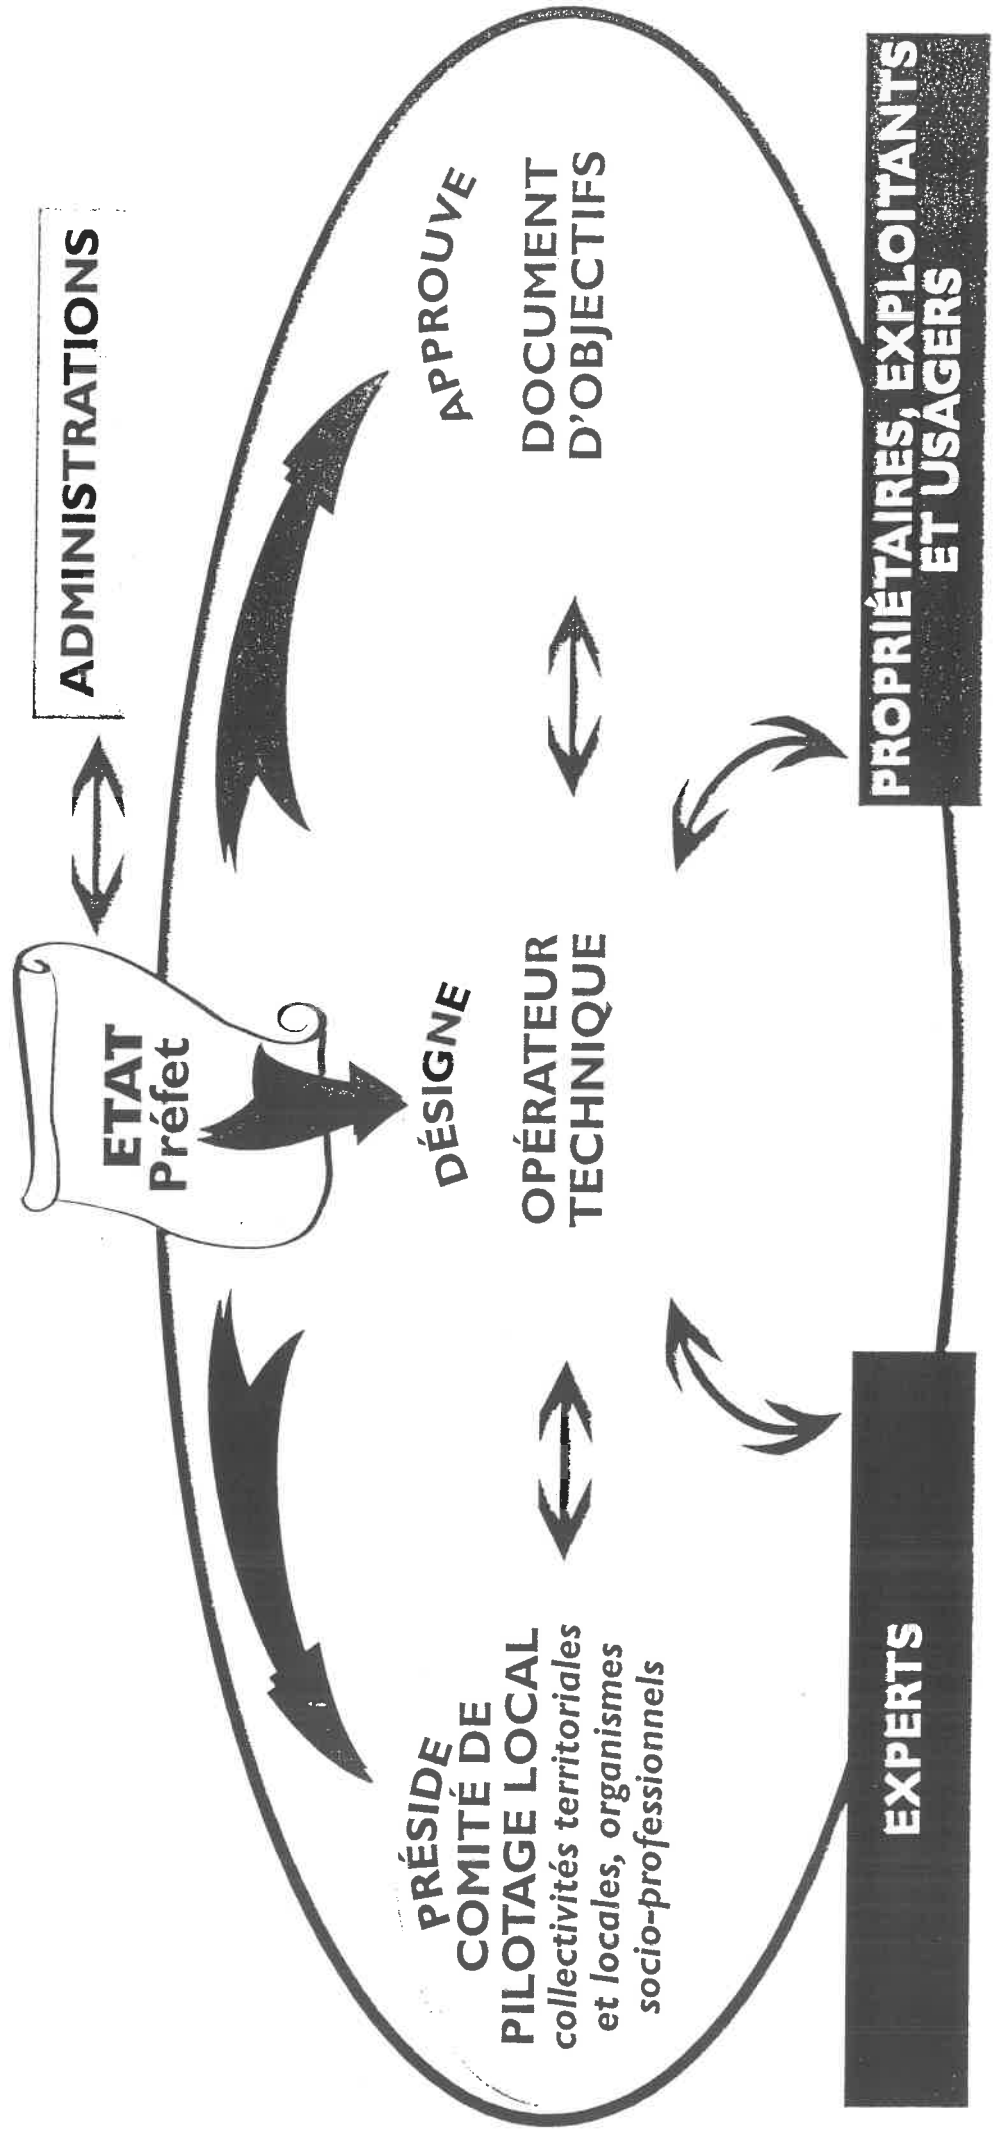 ADMINISTRATIONS
ETAT
Préfet
PRÉSIDE
COMITÉ DE
PILOTAGE LOCAL
collectivités territoriales
et locales, organismes
socio-professionnels
DÉSIGNE
OPÉRATEUR
TECHNIQUE
APPROUVE
DOCUMENT
D'OBJECTIFS
EXPERTS
PROPRIÉTAIRES, EXPLOITANTS
ET USAGERS